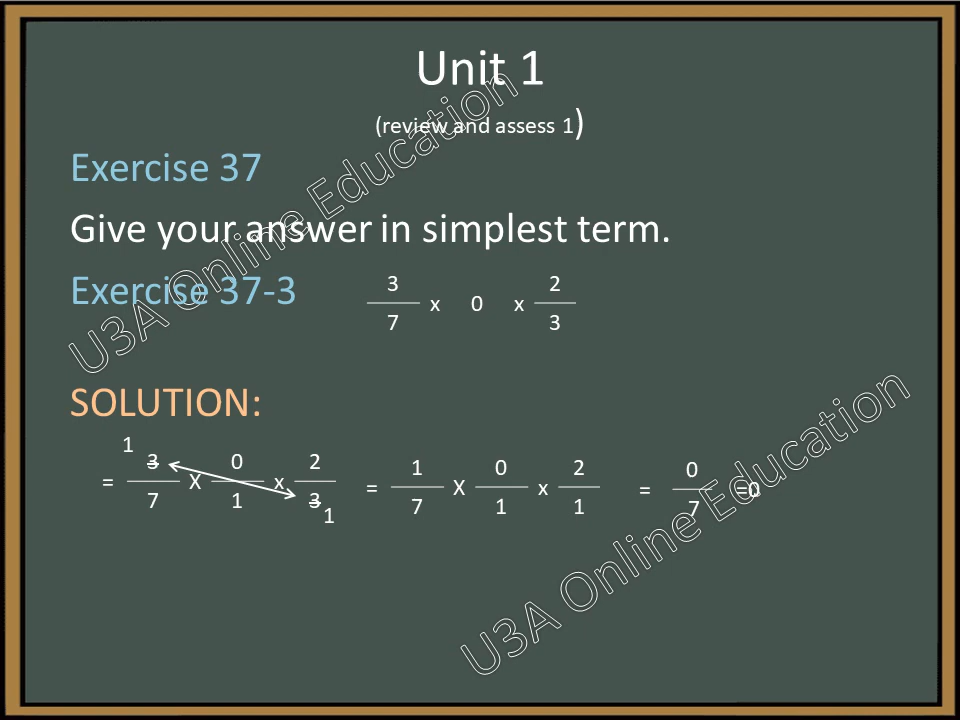 Unit 1
(review and assess 1)
Exercise 37
Give your answer in simplest term.
Exercise 37-3
3 2
x 0 x
7 3
SOLUTION:
1
3 0 2 1 0 2 0
= X x = X x = =0
7 1 3 7 1 1 7
1
U3A Online Education
U3A Online Education